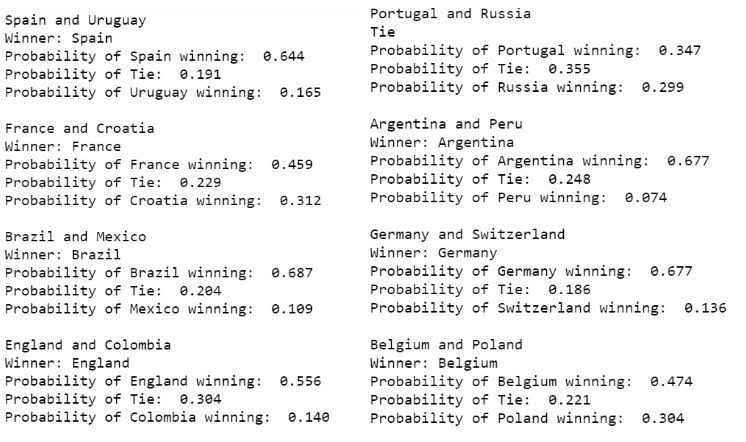 Spain and Uruguay
Winner: Spain
Probability of Spain winning:  0.644
Probability of Tie:  0.191
Probability of Uruguay winning:  0.165

France and Croatia
Winner: France
Probability of France winning:  0.459
Probability of Tie:  0.229
Probability of Croatia winning:  0.312

Brazil and Mexico
Winner: Brazil
Probability of Brazil winning:  0.687
Probability of Tie:  0.204
Probability of Mexico winning:  0.109

England and Colombia
Winner: England
Probability of England winning:  0.556
Probability of Tie:  0.304
Probability of Colombia winning:  0.140

Portugal and Russia
Tie
Probability of Portugal winning:  0.347
Probability of Tie:  0.355
Probability of Russia winning:  0.299

Argentina and Peru
Winner: Argentina
Probability of Argentina winning:  0.677
Probability of Tie:  0.248
Probability of Peru winning:  0.074

Germany and Switzerland
Winner: Germany
Probability of Germany winning:  0.677
Probability of Tie:  0.186
Probability of Switzerland winning:  0.136

Belgium and Poland
Winner: Belgium
Probability of Belgium winning:  0.474
Probability of Tie:  0.221
Probability of Poland winning:  0.304